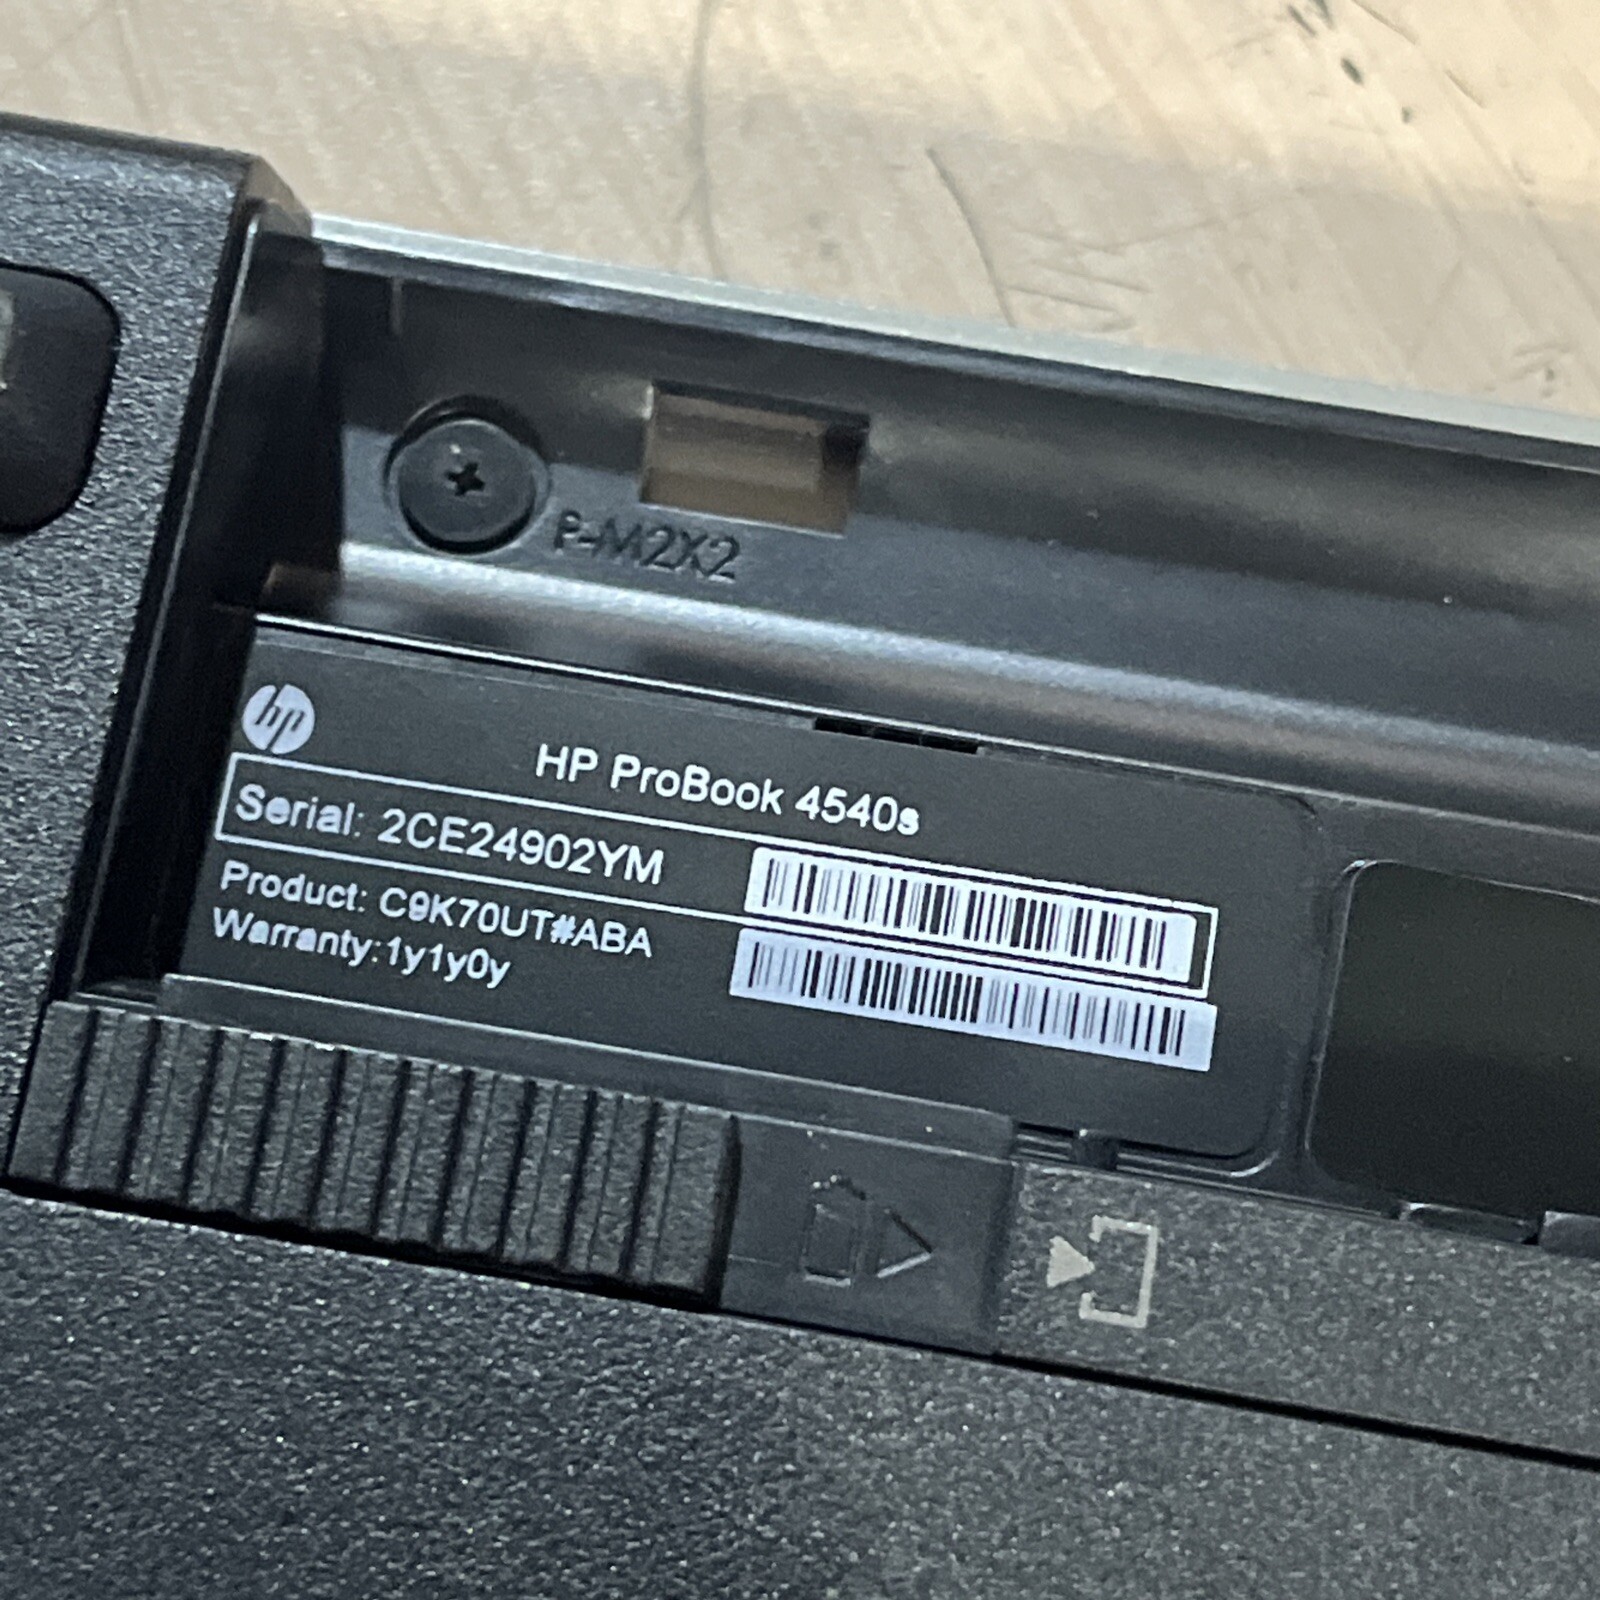 P-M2X2
hp
HP ProBook 4540s
Serial: 2CE24902YM
Product: C9K70UT#ABA
Warranty:1y1y0y